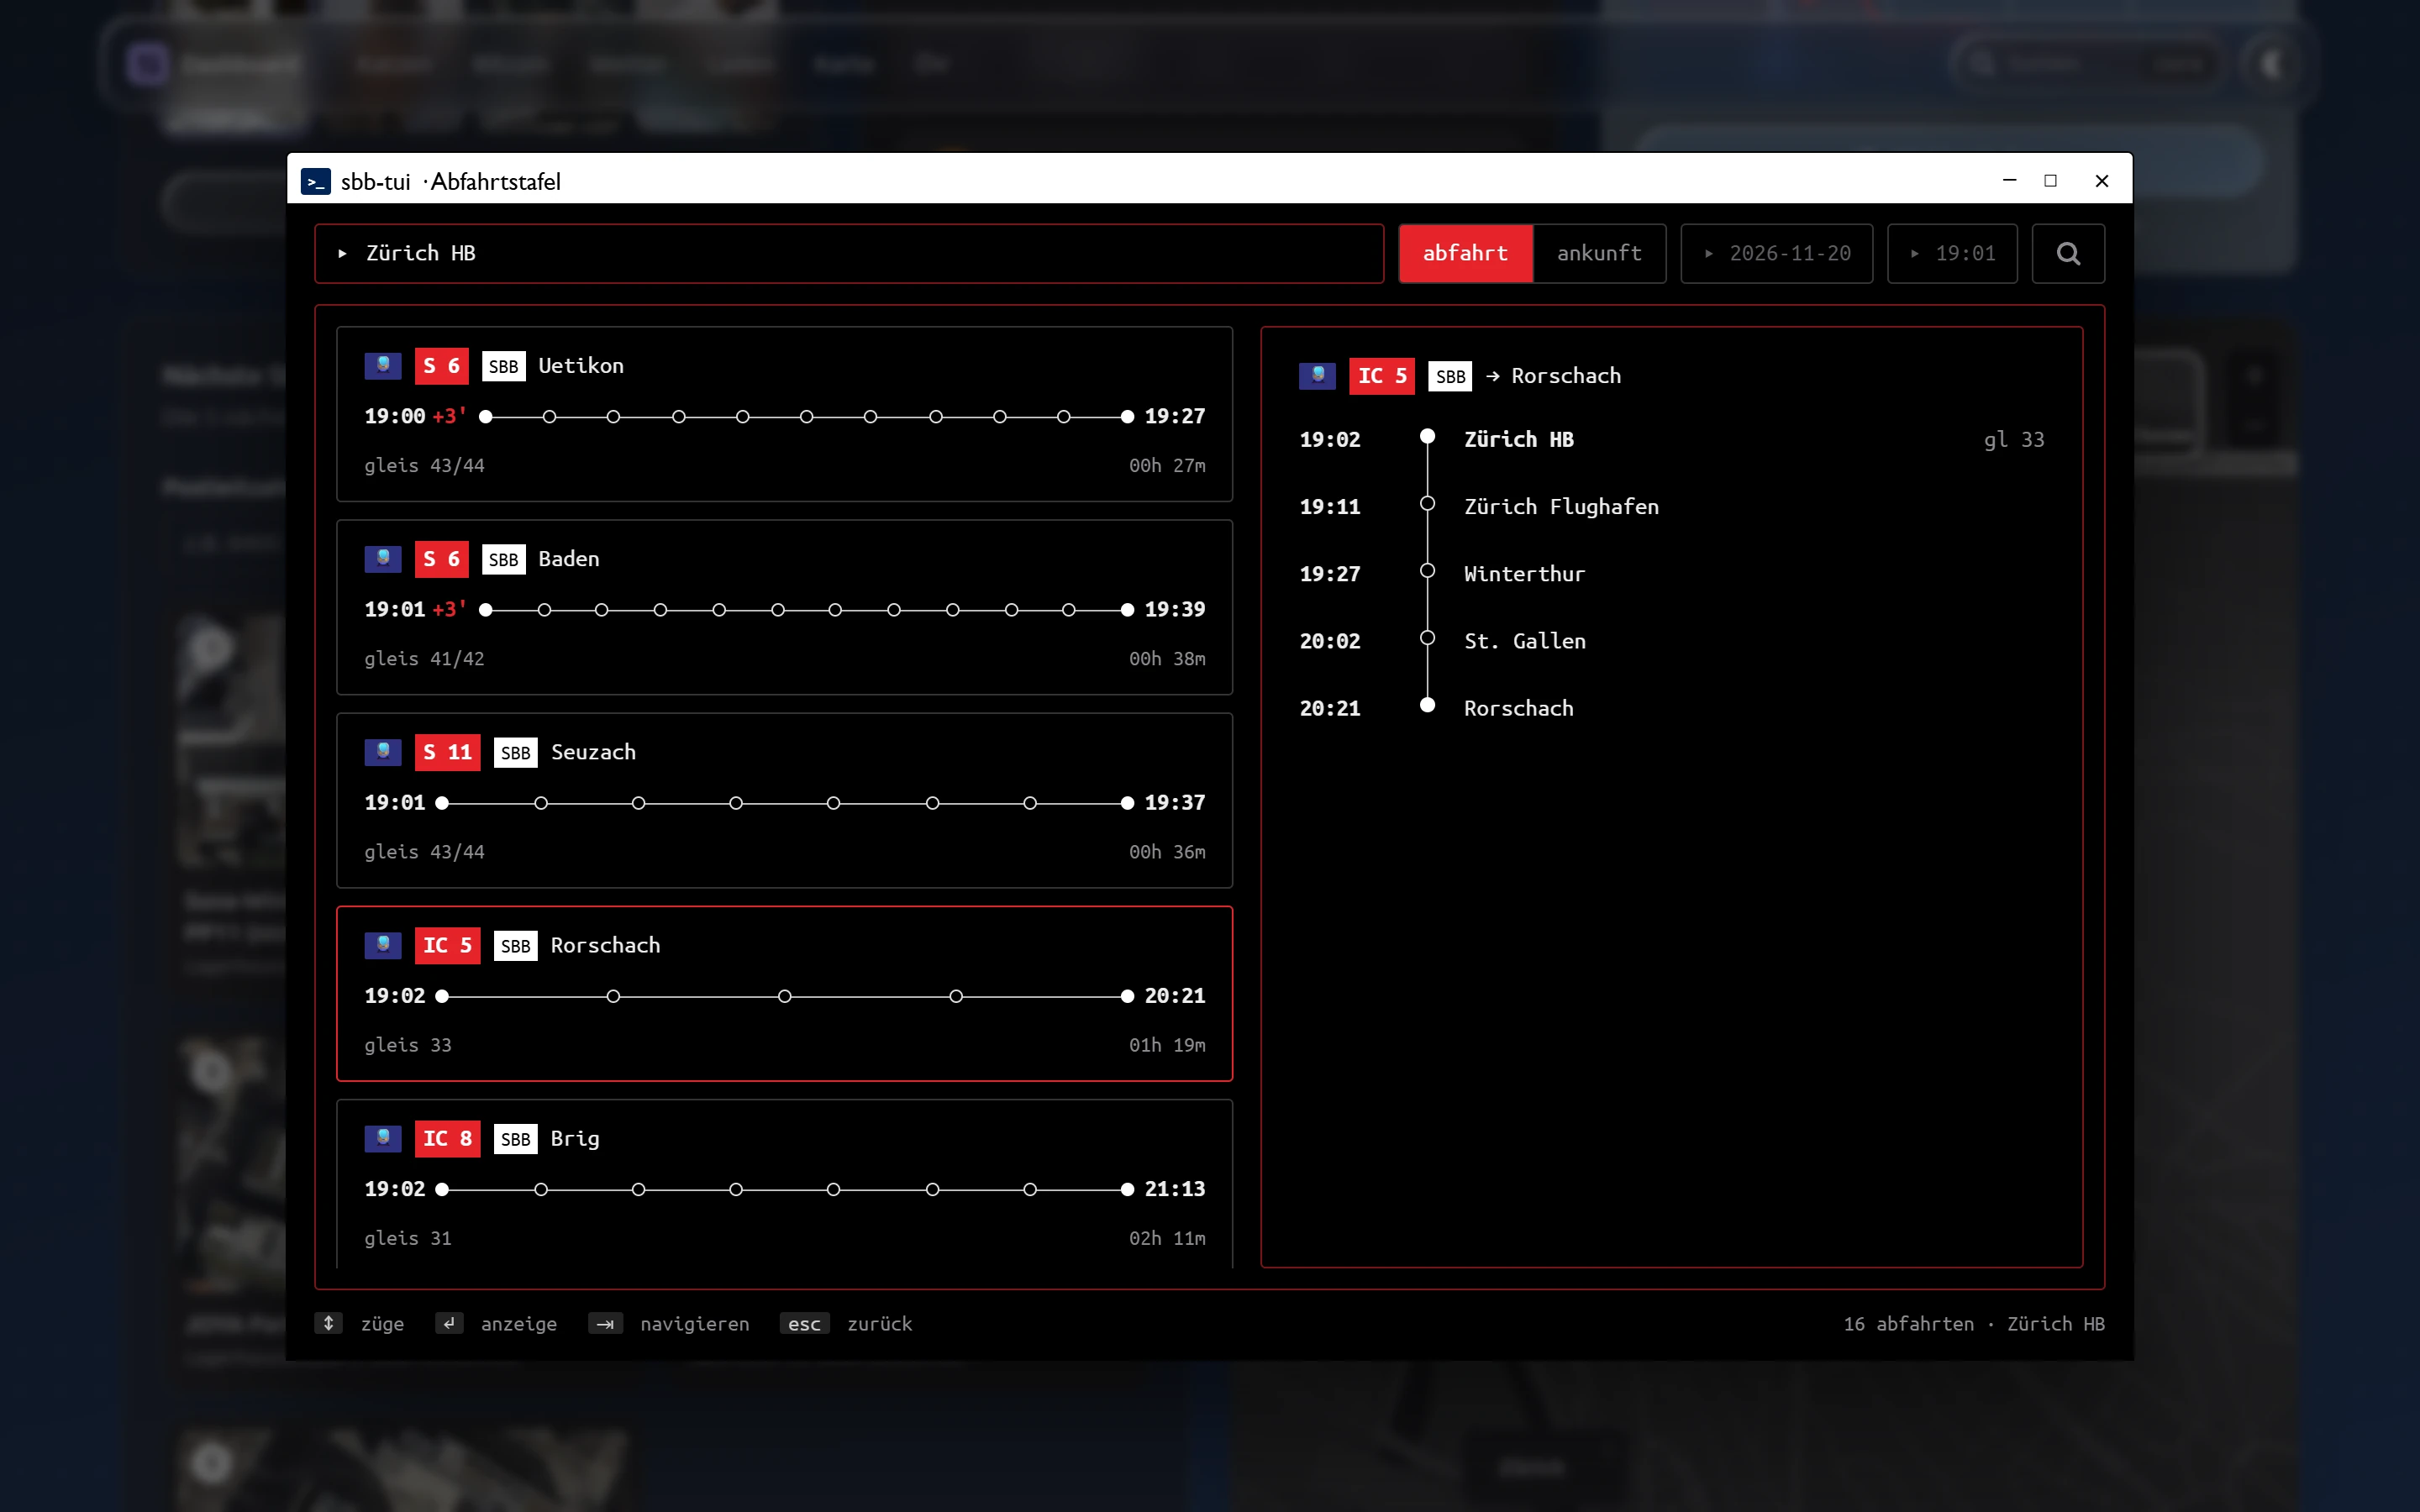 Dashboard
>_ sbb-tui · Abfahrtstafel
Zürich HB abfahrt ankunft 2026-11-20 19:01
S 6 SBB Uetikon
19:00 +3' 19:27
gleis 43/44 00h 27m
S 6 SBB Baden
19:01 +3' 19:39
gleis 41/42 00h 38m
S 11 SBB Seuzach
19:01 19:37
gleis 43/44 00h 36m
IC 5 SBB Rorschach
19:02 20:21
gleis 33 01h 19m
IC 8 SBB Brig
19:02 21:13
gleis 31 02h 11m
IC 5 SBB → Rorschach
19:02 Zürich HB gl 33
19:11 Zürich Flughafen
19:27 Winterthur
20:02 St. Gallen
20:21 Rorschach
↕ züge ↵ anzeige ⇥ navigieren esc zurück
16 abfahrten · Zürich HB